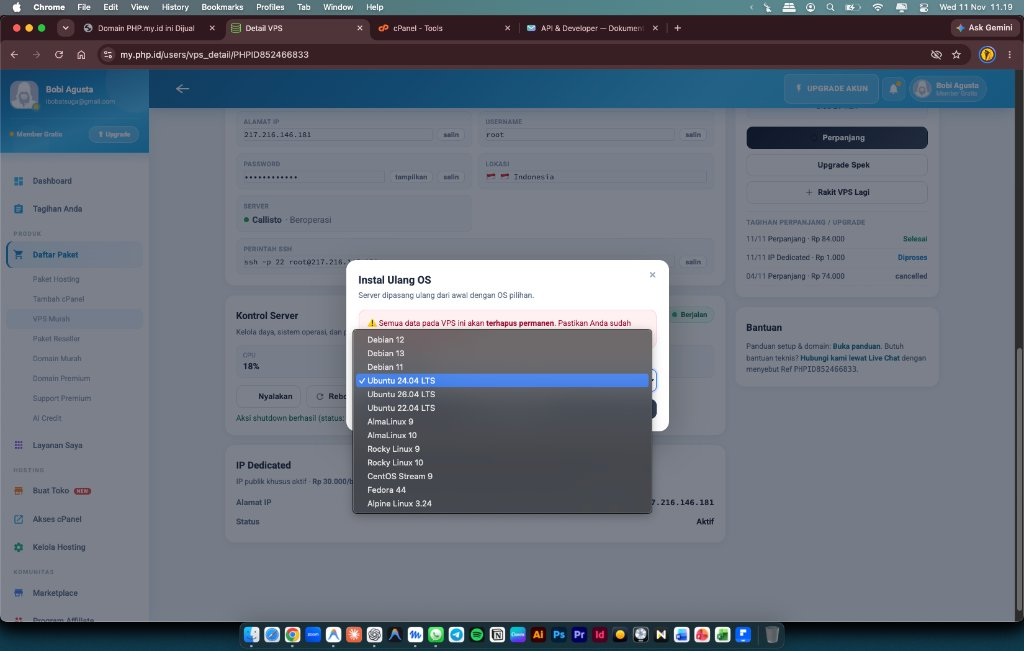 Chrome File Edit View History Bookmarks Profiles Tab Window Help
Wed 11 Nov 11.19
Domain PHP.my.id ini Dijual
Detail VPS
cPanel - Tools
API & Developer — Dokument
Ask Gemini
my.php.id/users/vps_detail/PHPID852466833
Bobi Agusta
ibobatsuga@gmail.com
Member Gratis
Upgrade
UPGRADE AKUN
Bobi Agusta
Member Gratis
Dashboard
Tagihan Anda
PRODUK
Daftar Paket
Paket Hosting
Tambah cPanel
VPS Murah
Paket Reseller
Domain Murah
Domain Premium
Support Premium
AI Credit
Layanan Saya
HOSTING
Buat Toko NEW
Akses cPanel
Kelola Hosting
KOMUNITAS
Marketplace
Program Affiliate
ALAMAT IP
217.216.146.181
salin
USERNAME
root
salin
PASSWORD
••••••••••••
tampilkan
salin
LOKASI
Indonesia
SERVER
Callisto · Beroperasi
PERINTAH SSH
ssh -p 22 root@217.216.1
salin
Kontrol Server
Berjalan
Kelola daya, sistem operasi, dan p
CPU
18%
Nyalakan
Rebo
Aksi shutdown berhasil (status:
IP Dedicated
IP publik khusus aktif · Rp 30.000/b
Alamat IP
7.216.146.181
Status
Aktif
Instal Ulang OS
×
Server dipasang ulang dari awal dengan OS pilihan.
⚠️ Semua data pada VPS ini akan terhapus permanen. Pastikan Anda sudah
Debian 12
Debian 13
Debian 11
✓ Ubuntu 24.04 LTS
Ubuntu 26.04 LTS
Ubuntu 22.04 LTS
AlmaLinux 9
AlmaLinux 10
Rocky Linux 9
Rocky Linux 10
CentOS Stream 9
Fedora 44
Alpine Linux 3.24
Perpanjang
Upgrade Spek
+ Rakit VPS Lagi
TAGIHAN PERPANJANG / UPGRADE
11/11 Perpanjang · Rp 84.000 Selesai
11/11 IP Dedicated · Rp 1.000 Diproses
04/11 Perpanjang · Rp 74.000 cancelled
Bantuan
Panduan setup & domain: Buka panduan. Butuh
bantuan teknis? Hubungi kami lewat Live Chat dengan
menyebut Ref PHPID852466833.
zoom
Canva
Ai
Ps
Pr
Id